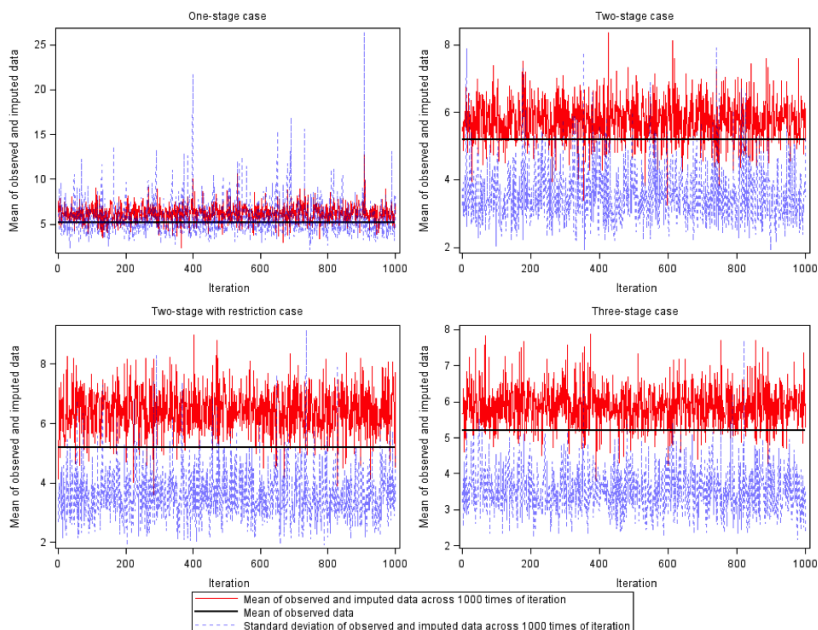 One-stage case
Mean of observed and imputed data
25
20
15
10
5
0 200 400 600 800 1000
Iteration
Two-stage case
Mean of observed and imputed data
8
6
4
2
0 200 400 600 800 1000
Iteration
Two-stage with restriction case
Mean of observed and imputed data
8
6
4
2
0 200 400 600 800 1000
Iteration
Three-stage case
Mean of observed and imputed data
8
7
6
5
4
3
2
0 200 400 600 800 1000
Iteration
Mean of observed and imputed data across 1000 times of iteration
Mean of observed data
Standard deviation of observed and imputed data across 1000 times of iteration